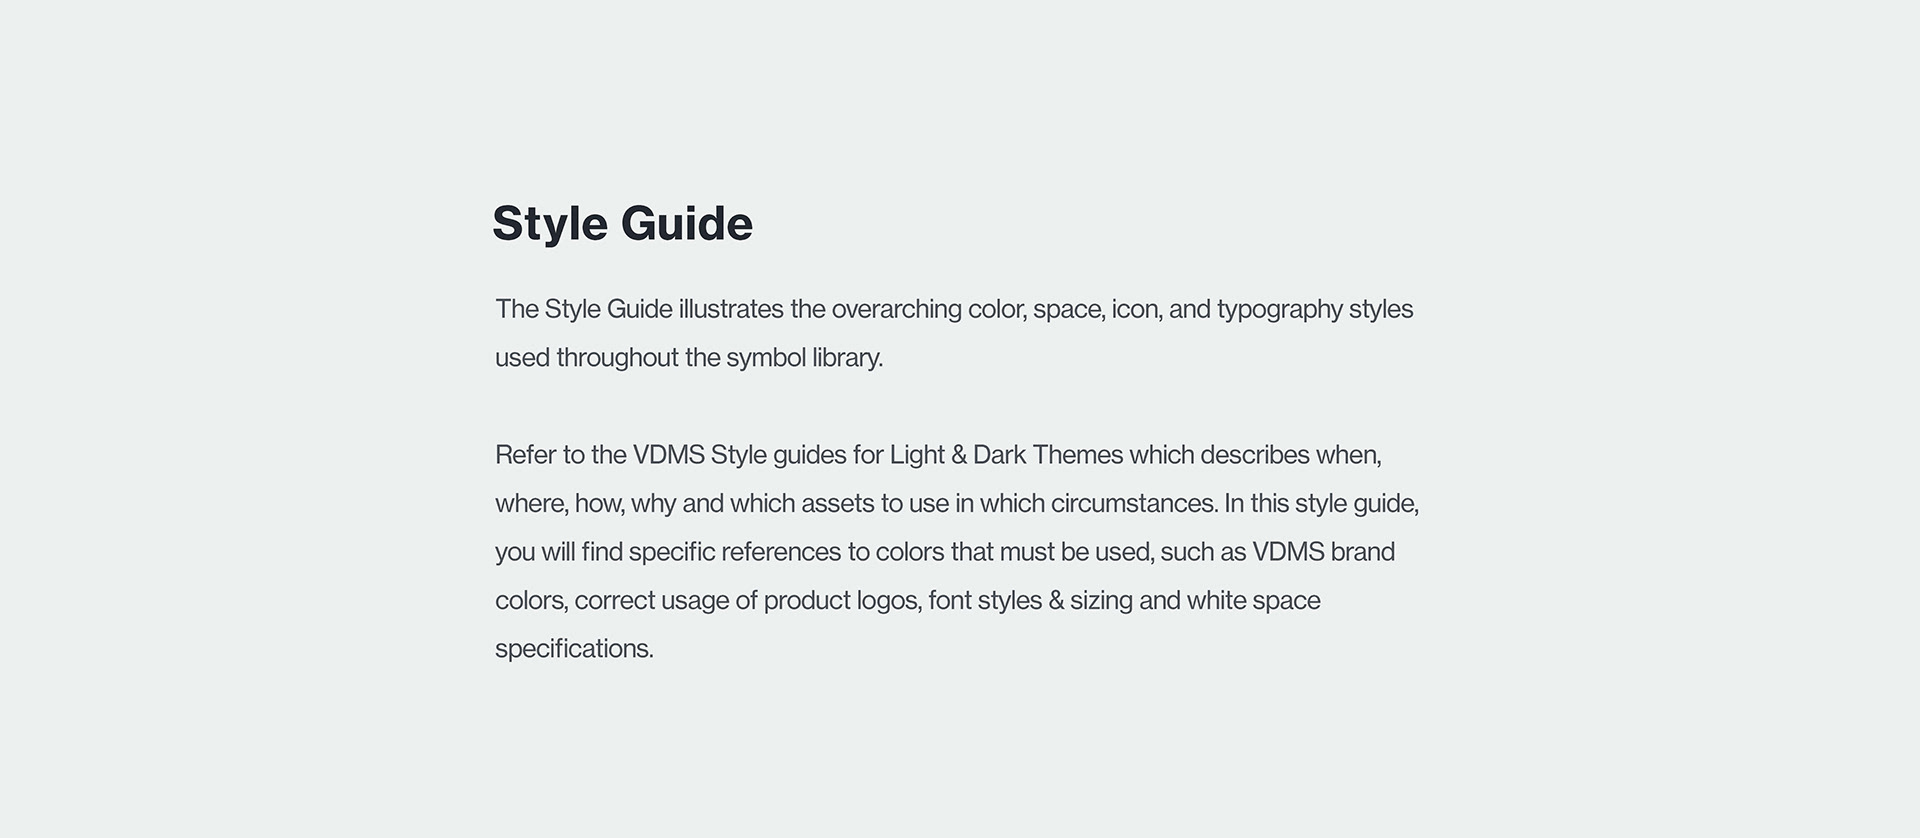 Style Guide
The Style Guide illustrates the overarching color, space, icon, and typography styles
used throughout the symbol library.
Refer to the VDMS Style guides for Light & Dark Themes which describes when,
where, how, why and which assets to use in which circumstances. In this style guide,
you will find specific references to colors that must be used, such as VDMS brand
colors, correct usage of product logos, font styles & sizing and white space
specifications.